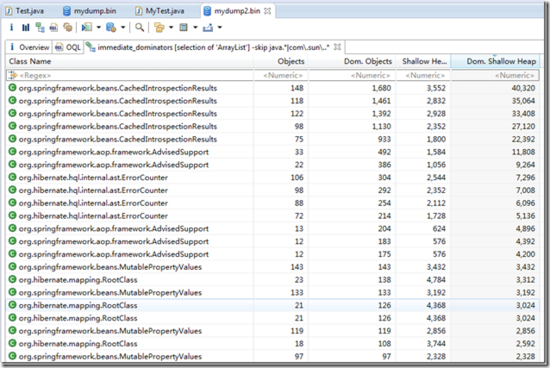 Test.java mydump.bin MyTest.java mydump2.bin
i Overview OQL immediate_dominators [selection of 'ArrayList'] -skip java.*|com\.sun\..*
Class Name Objects Dom. Objects Shallow He... Dom. Shallow Heap
<Regex> <Numeric> <Numeric> <Numeric> <Numeric>
org.springframework.beans.CachedIntrospectionResults 148 1,680 3,552 40,320
org.springframework.beans.CachedIntrospectionResults 118 1,461 2,832 35,064
org.springframework.beans.CachedIntrospectionResults 122 1,392 2,928 33,408
org.springframework.beans.CachedIntrospectionResults 98 1,130 2,352 27,120
org.springframework.beans.CachedIntrospectionResults 75 933 1,800 22,392
org.springframework.aop.framework.AdvisedSupport 33 492 1,584 11,808
org.springframework.aop.framework.AdvisedSupport 22 386 1,056 9,264
org.hibernate.hql.internal.ast.ErrorCounter 106 304 2,544 7,296
org.hibernate.hql.internal.ast.ErrorCounter 98 292 2,352 7,008
org.hibernate.hql.internal.ast.ErrorCounter 88 254 2,112 6,096
org.hibernate.hql.internal.ast.ErrorCounter 72 214 1,728 5,136
org.springframework.aop.framework.AdvisedSupport 13 204 624 4,896
org.springframework.aop.framework.AdvisedSupport 12 183 576 4,392
org.springframework.aop.framework.AdvisedSupport 12 175 576 4,200
org.springframework.beans.MutablePropertyValues 143 143 3,432 3,432
org.hibernate.mapping.RootClass 23 138 4,784 3,312
org.springframework.beans.MutablePropertyValues 133 133 3,192 3,192
org.hibernate.mapping.RootClass 21 126 4,368 3,024
org.hibernate.mapping.RootClass 21 126 4,368 3,024
org.springframework.beans.MutablePropertyValues 119 119 2,856 2,856
org.hibernate.mapping.RootClass 18 108 3,744 2,592
org.springframework.beans.MutablePropertyValues 97 97 2,328 2,328